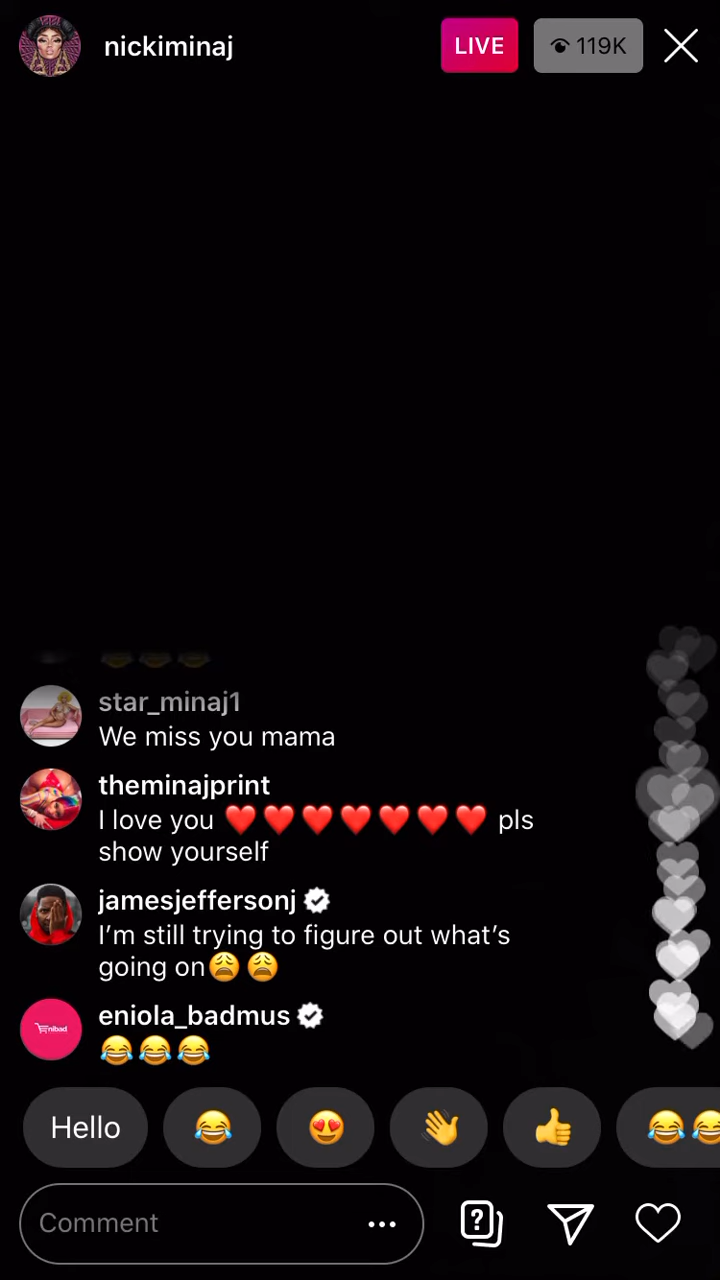 nickiminaj
LIVE
119K
star_minaj1
We miss you mama
theminajprint
I love you ❤️❤️❤️❤️❤️❤️❤️ pls
show yourself
jamesjeffersonj
I’m still trying to figure out what’s
going on😩😩
eniola_badmus
😂😂😂
Hello
Comment